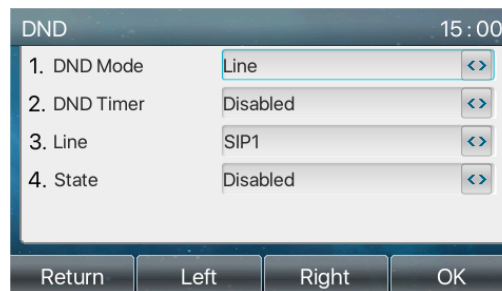 DND 15:00
1. DND Mode Line <>
2. DND Timer Disabled <>
3. Line SIP1 <>
4. State Disabled <>
Return Left Right OK